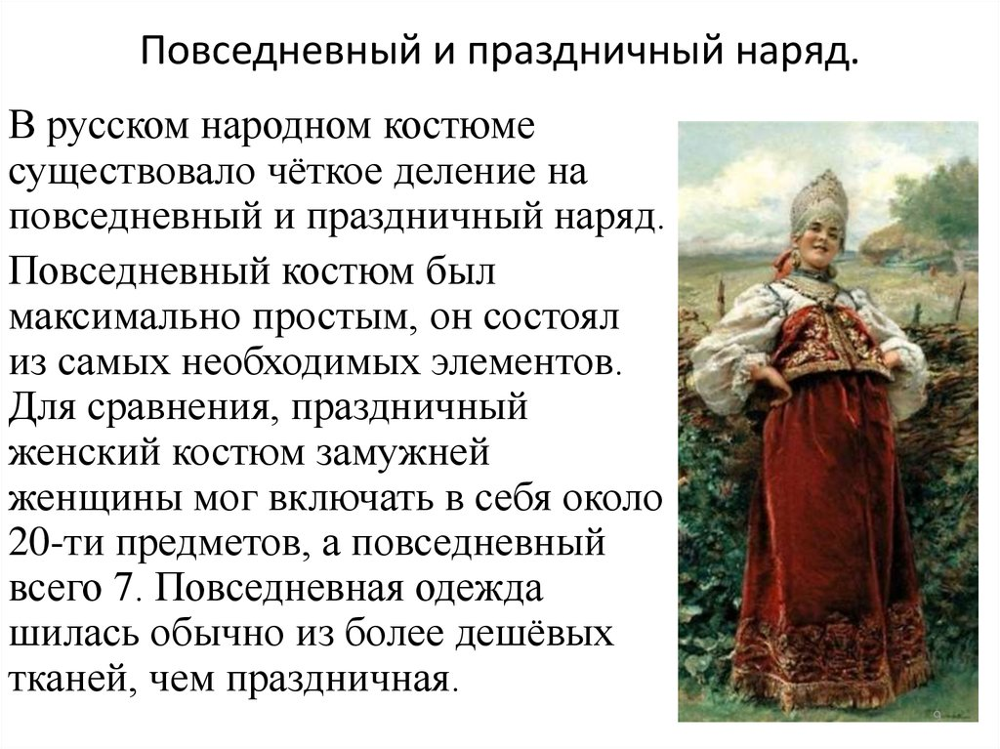 Повседневный и праздничный наряд.
В русском народном костюме
существовало чёткое деление на
повседневный и праздничный наряд.
Повседневный костюм был
максимально простым, он состоял
из самых необходимых элементов.
Для сравнения, праздничный
женский костюм замужней
женщины мог включать в себя около
20-ти предметов, а повседневный
всего 7. Повседневная одежда
шилась обычно из более дешёвых
тканей, чем праздничная.
9